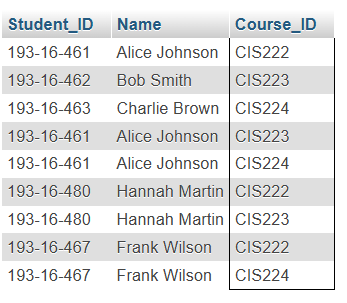 Student_ID Name Course_ID
193-16-461 Alice Johnson CIS222
193-16-462 Bob Smith CIS223
193-16-463 Charlie Brown CIS224
193-16-461 Alice Johnson CIS223
193-16-461 Alice Johnson CIS224
193-16-480 Hannah Martin CIS222
193-16-480 Hannah Martin CIS223
193-16-467 Frank Wilson CIS222
193-16-467 Frank Wilson CIS224